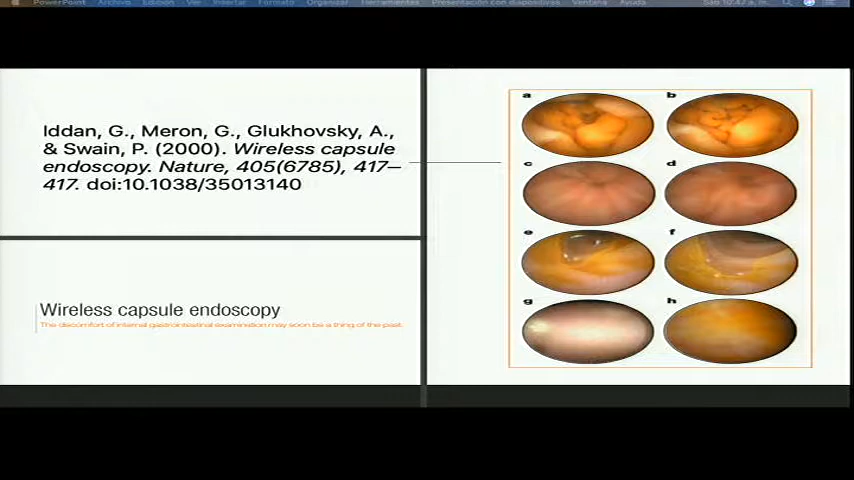 PowerPoint Archivo Edición Ver Insertar Formato Organizar Herramientas Presentación con diapositivas Ventana Ayuda
Iddan, G., Meron, G., Glukhovsky, A.,
& Swain, P. (2000). Wireless capsule
endoscopy. Nature, 405(6785), 417–
417. doi:10.1038/35013140
Wireless capsule endoscopy
The discomfort of internal gastrointestinal examination may soon be a thing of the past.
a b
c d
e f
g h